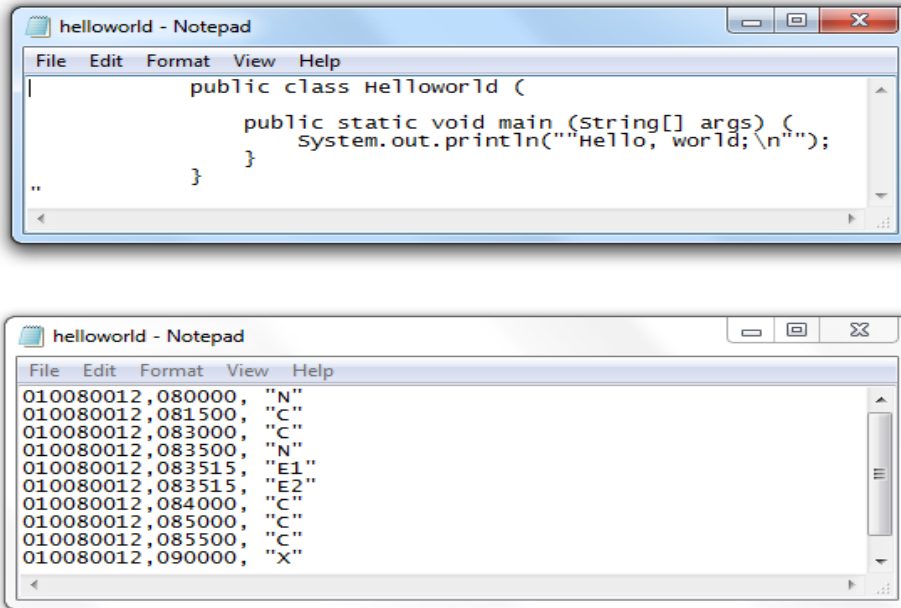 helloworld - Notepad
File Edit Format View Help
public class Helloworld (
public static void main (String[] args) (
System.out.println(""Hello, world;\n"");
}
}
"
helloworld - Notepad
File Edit Format View Help
010080012,080000, "N"
010080012,081500, "C"
010080012,083000, "C"
010080012,083500, "N"
010080012,083515, "E1"
010080012,083515, "E2"
010080012,084000, "C"
010080012,085000, "C"
010080012,085500, "C"
010080012,090000, "X"